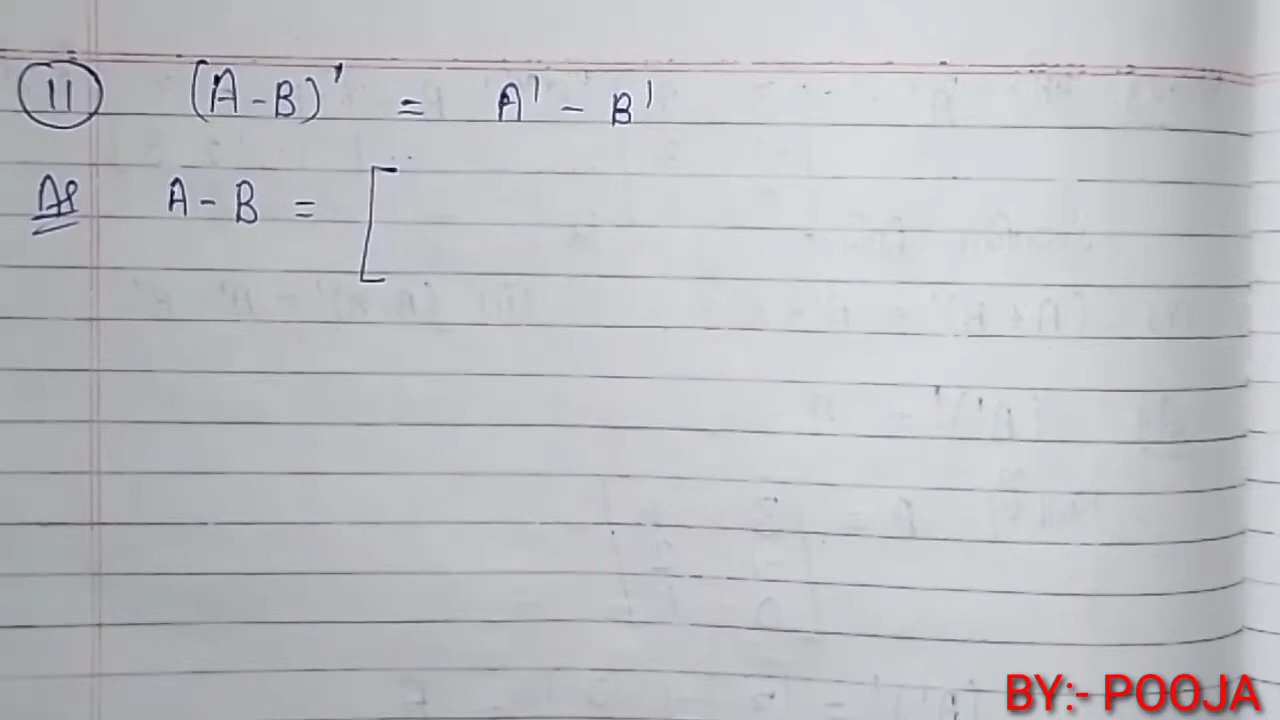 11 (A-B)' = A' - B'
As A - B = [
BY:- POOJA